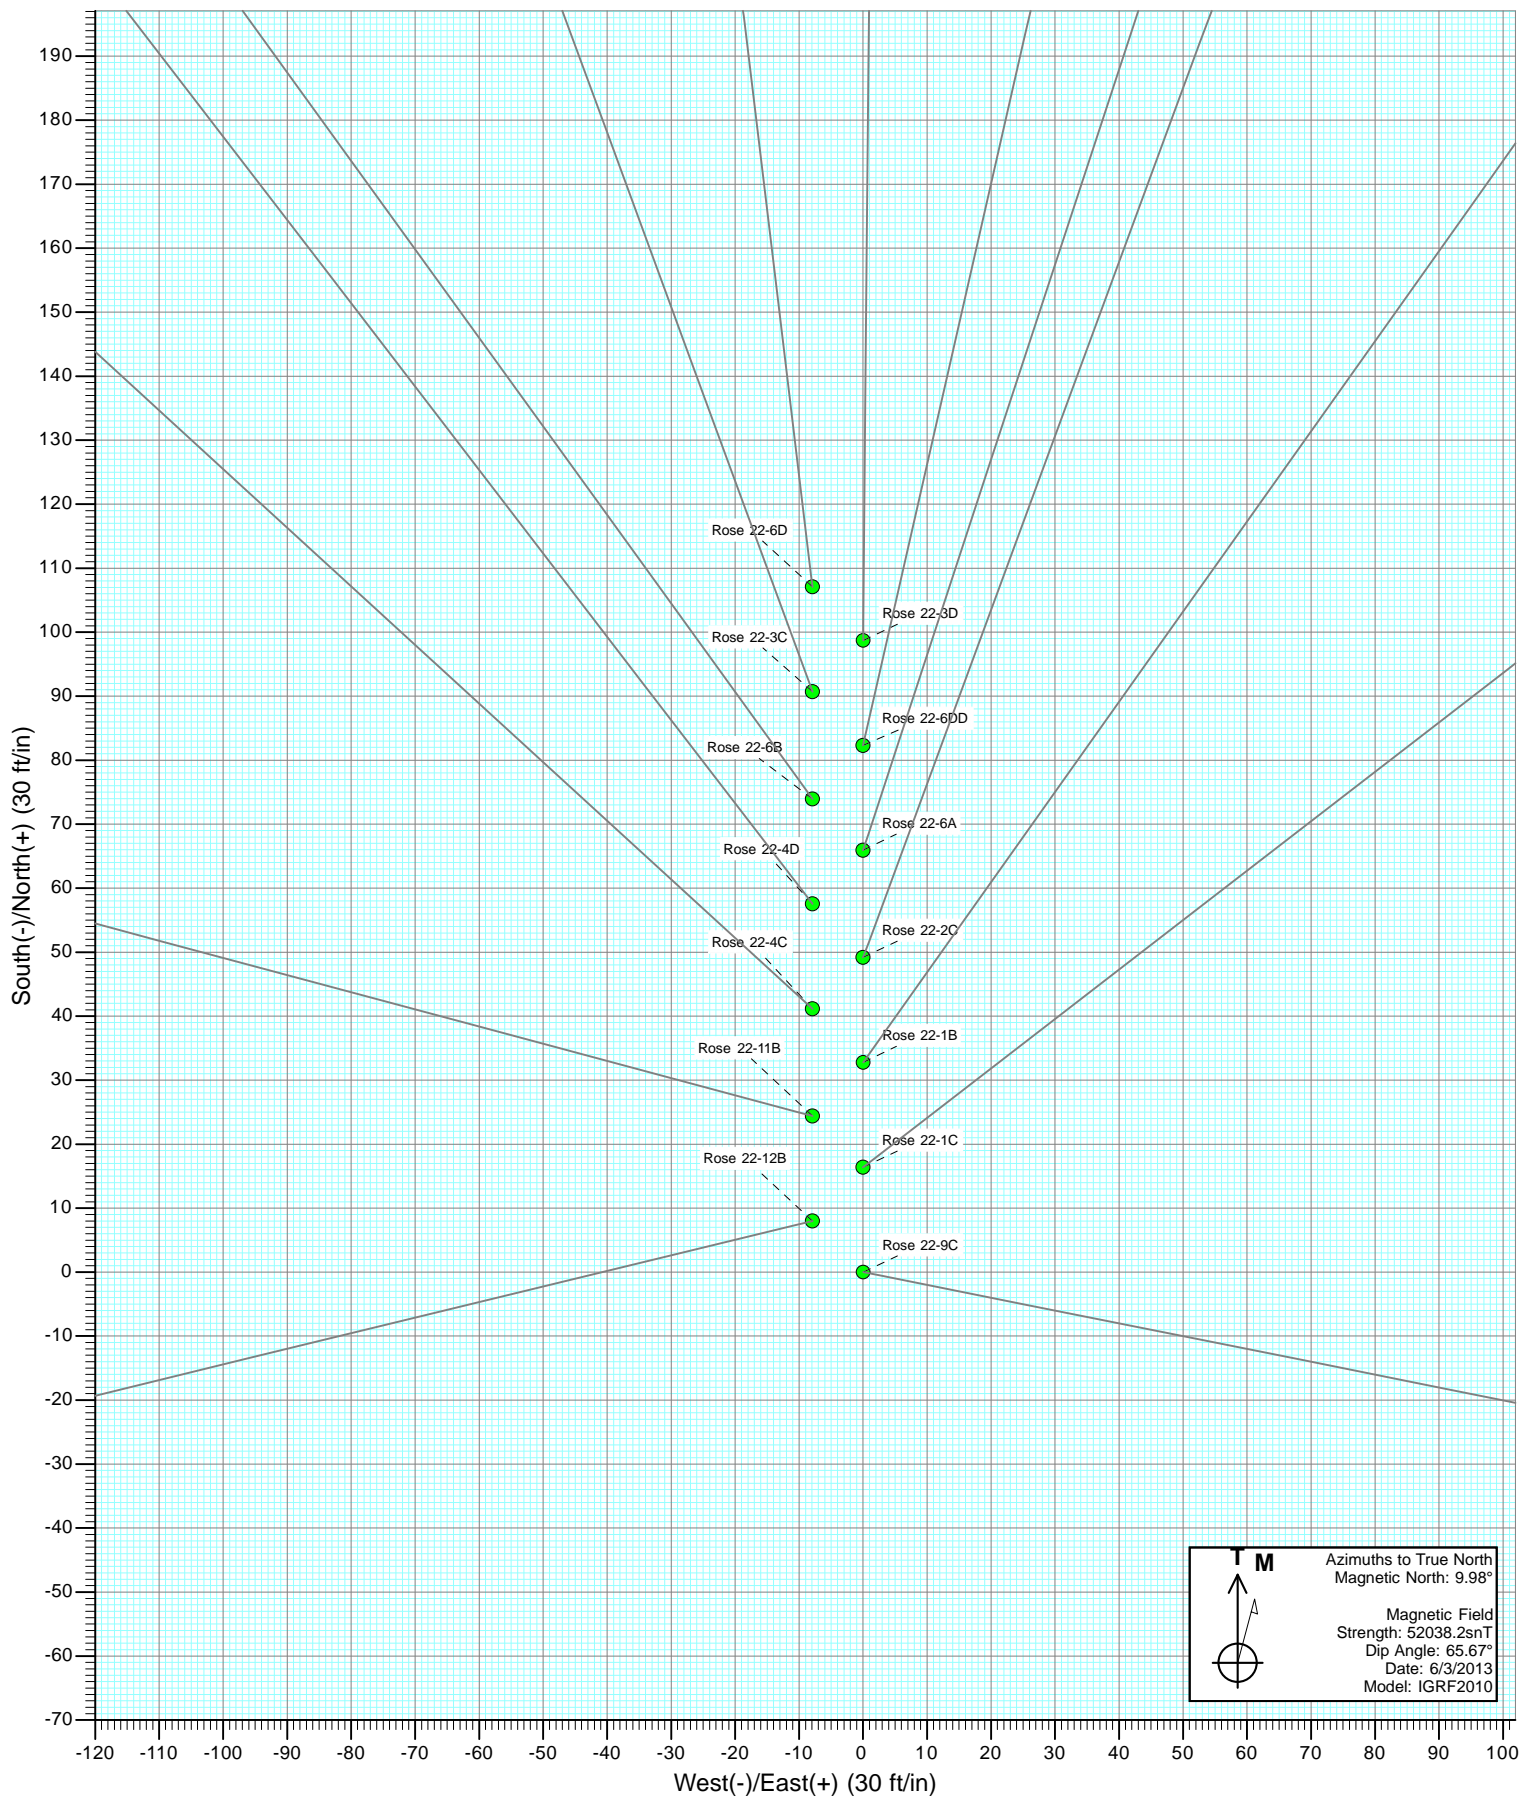 190
180
170
160
150
140
130
120
110
100
90
80
70
60
50
40
30
20
10
0
-10
-20
-30
-40
-50
-60
-70
South(-)/North(+) (30 ft/in)
Rose 22-6D
Rose 22-3D
Rose 22-3C
Rose 22-6DD
Rose 22-6B
Rose 22-6A
Rose 22-4D
Rose 22-2C
Rose 22-4C
Rose 22-1B
Rose 22-11B
Rose 22-1C
Rose 22-12B
Rose 22-9C
T M
Azimuths to True North
Magnetic North: 9.98°
Magnetic Field
Strength: 52038.2snT
Dip Angle: 65.67°
Date: 6/3/2013
Model: IGRF2010
-120 -110 -100 -90 -80 -70 -60 -50 -40 -30 -20 -10 0 10 20 30 40 50 60 70 80 90 100
West(-)/East(+) (30 ft/in)